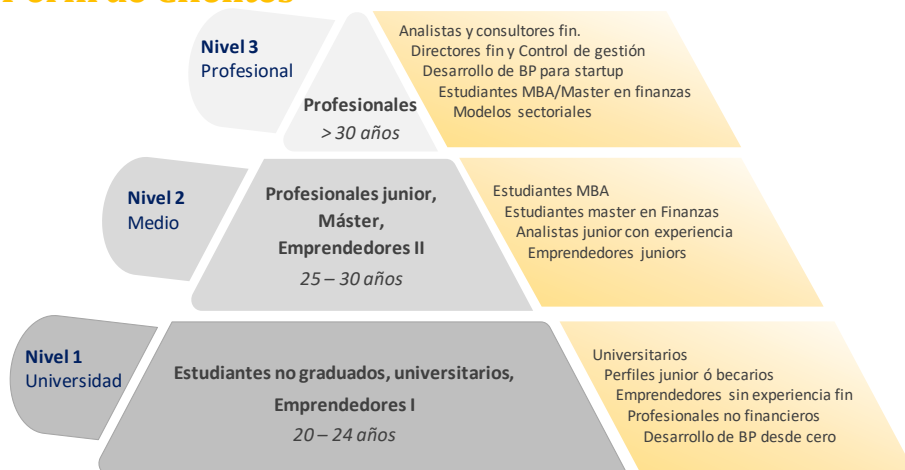 Nivel 3
Profesional
Profesionales
> 30 años
Analistas y consultores fin.
Directores fin y Control de gestión
Desarrollo de BP para startup
Estudiantes MBA/Master en finanzas
Modelos sectoriales
Nivel 2
Medio
Profesionales junior,
Máster,
Emprendedores II
25 – 30 años
Estudiantes MBA
Estudiantes master en Finanzas
Analistas junior con experiencia
Emprendedores juniors
Nivel 1
Universidad
Estudiantes no graduados, universitarios,
Emprendedores I
20 – 24 años
Universitarios
Perfiles junior ó becarios
Emprendedores sin experiencia fin
Profesionales no financieros
Desarrollo de BP desde cero